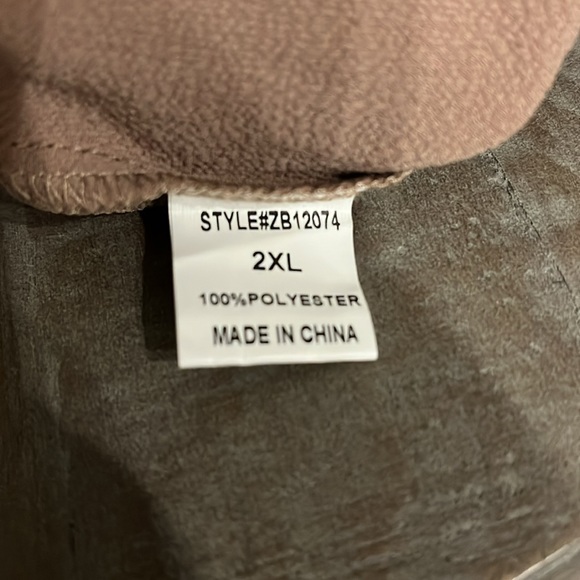 STYLE#ZB12074
2XL
100%POLYESTER
MADE IN CHINA